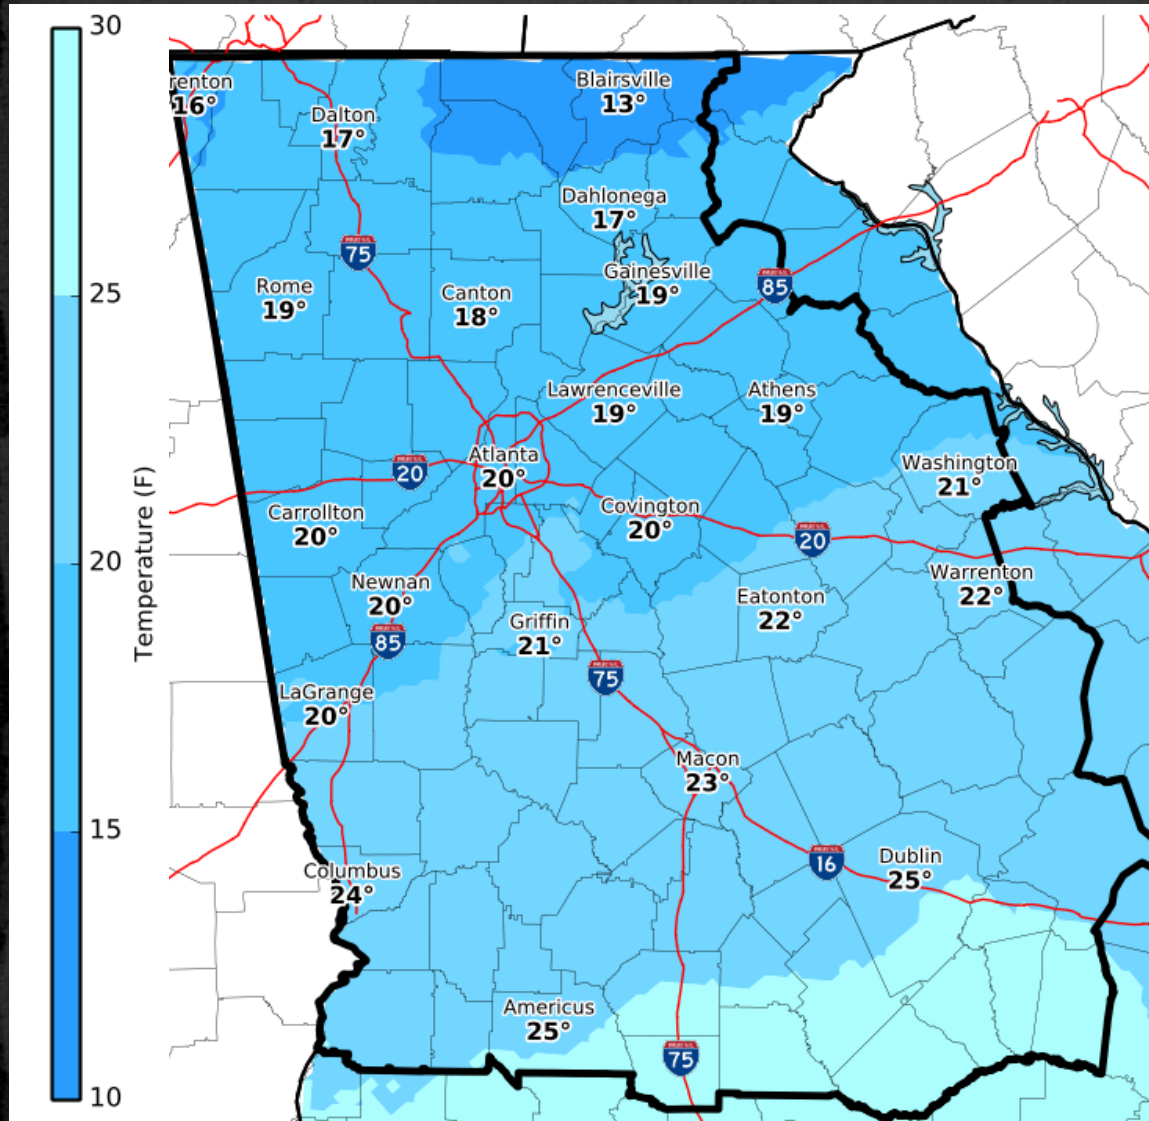 30
25
20
15
10
Temperature (F)
renton
16°
Blairsville
13°
Dalton
17°
Dahlonega
17°
75
Gainesville
19°
85
Rome
19°
Canton
18°
Lawrenceville
19°
Athens
19°
20
Atlanta
20°
Washington
21°
Carrollton
20°
Covington
20°
20
Newnan
20°
Warrenton
22°
Eatonton
22°
85
Griffin
21°
75
LaGrange
20°
Macon
23°
16
Dublin
25°
Columbus
24°
Americus
25°
75